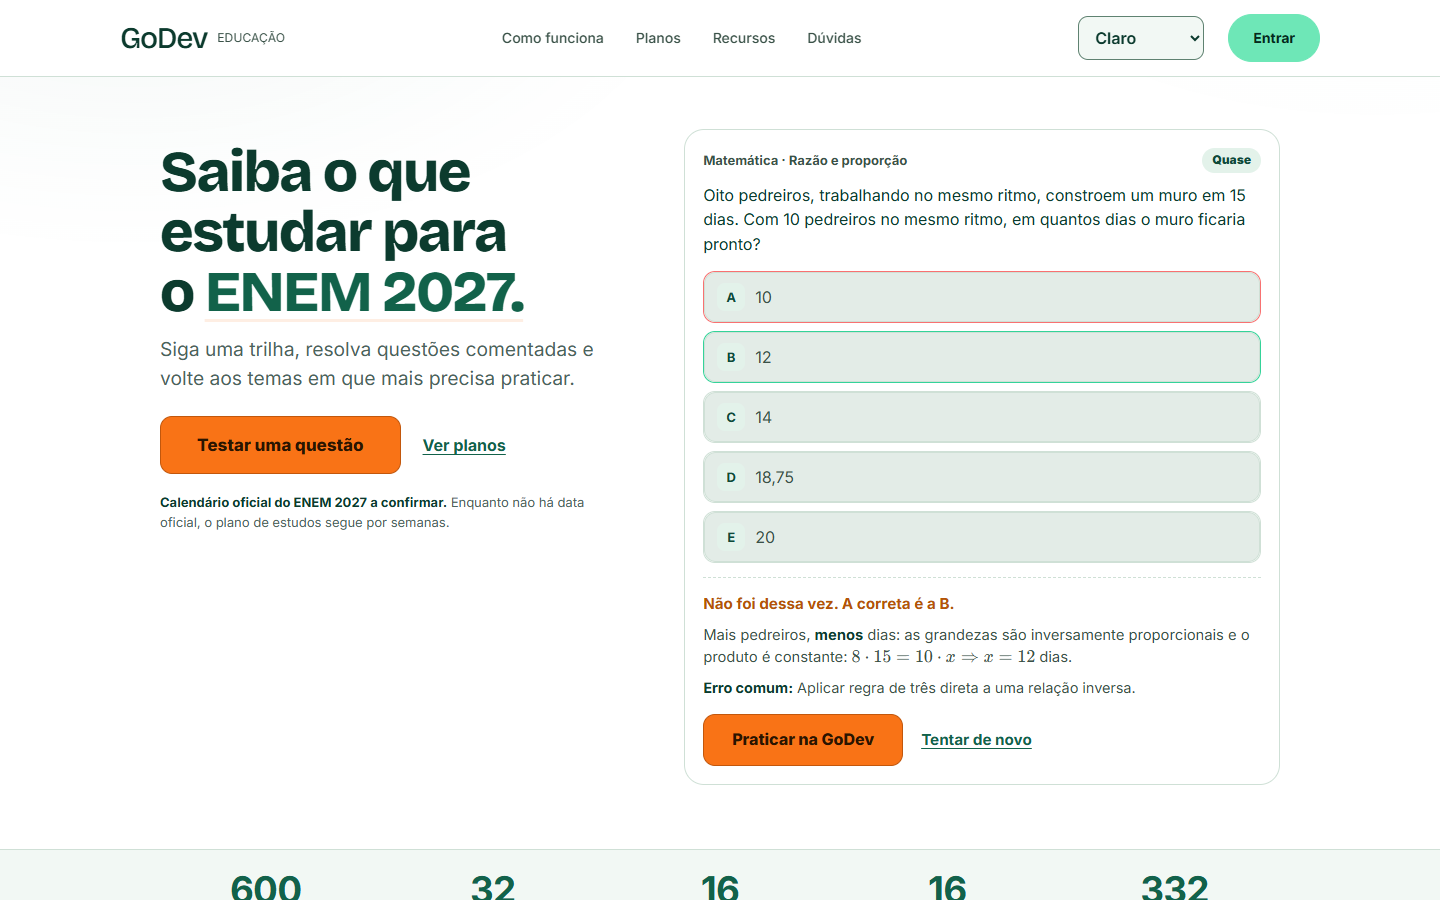 GoDev EDUCAÇÃO
Como funciona
Planos
Recursos
Dúvidas
Claro
Entrar
Saiba o que
estudar para
o ENEM 2027.
Siga uma trilha, resolva questões comentadas e
volte aos temas em que mais precisa praticar.
Testar uma questão
Ver planos
Calendário oficial do ENEM 2027 a confirmar. Enquanto não há data
oficial, o plano de estudos segue por semanas.
Matemática · Razão e proporção
Quase
Oito pedreiros, trabalhando no mesmo ritmo, constroem um muro em 15
dias. Com 10 pedreiros no mesmo ritmo, em quantos dias o muro ficaria
pronto?
A 10
B 12
C 14
D 18,75
E 20
Não foi dessa vez. A correta é a B.
Mais pedreiros, menos dias: as grandezas são inversamente proporcionais e o
produto é constante: 8 · 15 = 10 · x ⇒ x = 12 dias.
Erro comum: Aplicar regra de três direta a uma relação inversa.
Praticar na GoDev
Tentar de novo
600
32
16
16
332